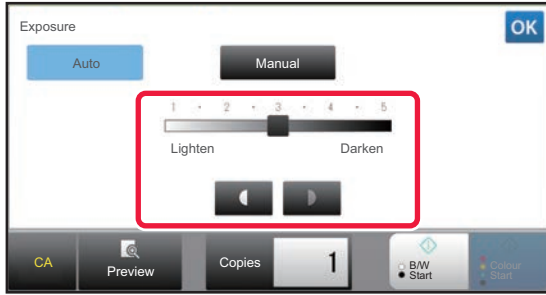 Exposure
OK
Auto
Manual
1 · 2 · 3 · 4 · 5
Lighten Darken
CA
Preview
Copies
1
B/W
Start
Colour
Start